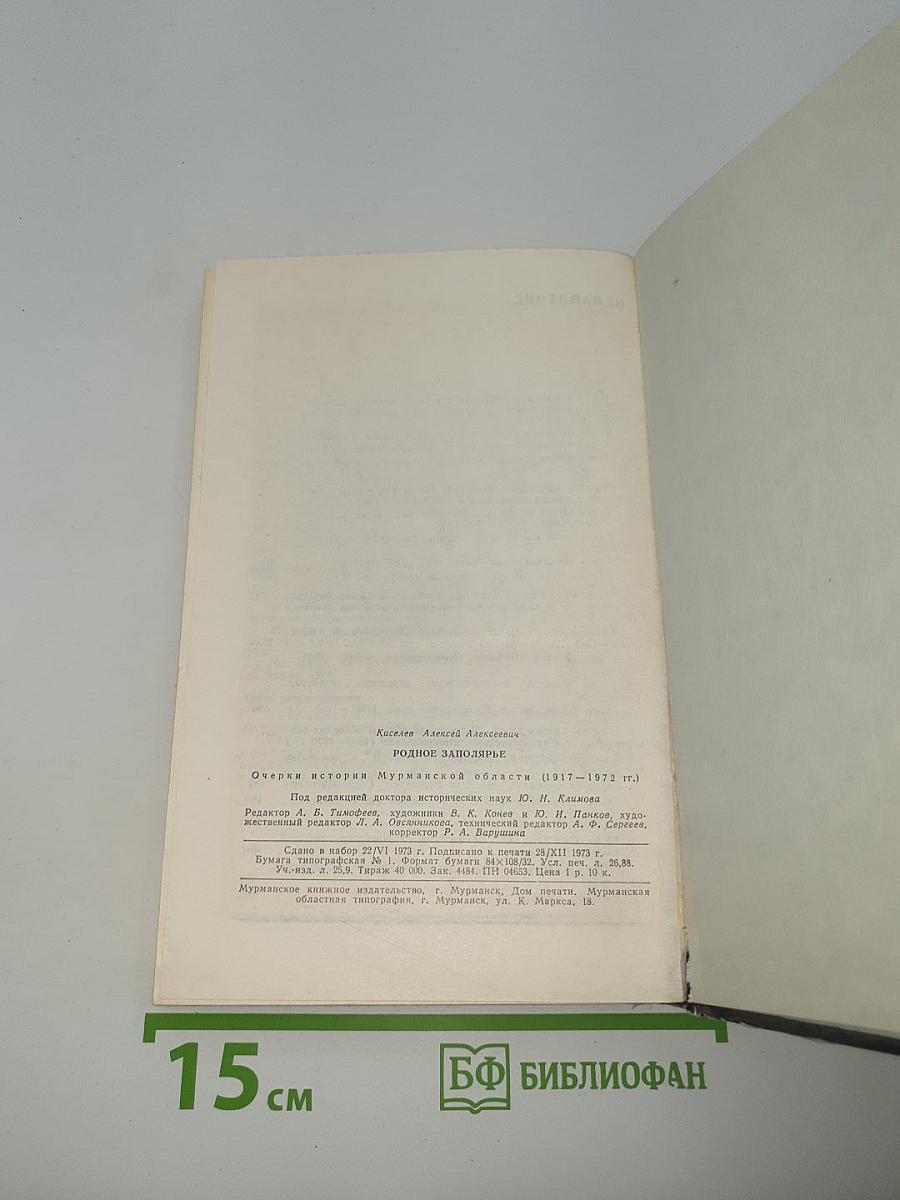 Киселев Алексей Алексеевич
РОДНОЕ ЗАПОЛЯРЬЕ
Очерки истории Мурманской области (1917—1972 гг.)
Под редакцией доктора исторических наук Ю. Н. Климова
Редактор А. Б. Тимофеев, художники В. К. Конев и Ю. И. Панков, худо-
жественный редактор Л. А. Овсянникова, технический редактор А. Ф. Сергеев,
корректор Р. А. Варушина
Сдано в набор 22/VI 1973 г. Подписано к печати 28/XII 1973 г.
Бумага типографская № 1. Формат бумаги 84×108/32. Усл. печ. л. 26,88.
Уч.-изд. л. 25,9. Тираж 40 000. Зак. 4484. ПН 04653. Цена 1 р. 10 к.
Мурманское книжное издательство, г. Мурманск, Дом печати. Мурманская
областная типография, г. Мурманск, ул. К. Маркса, 18.
15 см
БФ БИБЛИОФАН